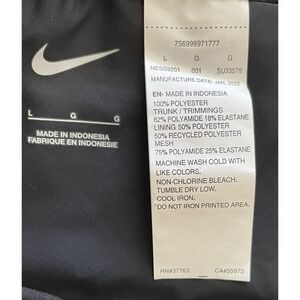 L G G
MADE IN INDONESIA
FABRIQUÉ EN INDONÉSIE
756998971777
L G G
NESS9201 001 SU33578
MANUFACTURE DATE: JAN, 2022
EN- MADE IN INDONESIA
100% POLYESTER
TRUNK / TRIMMINGS
82% POLYAMIDE 18% ELASTANE
LINING 50% POLYESTER
50% RECYCLED POLYESTER
MESH
75% POLYAMIDE 25% ELASTANE
MACHINE WASH COLD WITH
LIKE COLORS.
NON-CHLORINE BLEACH.
TUMBLE DRY LOW.
COOL IRON.
DO NOT IRON PRINTED AREA.
RN#37763 CA#55972